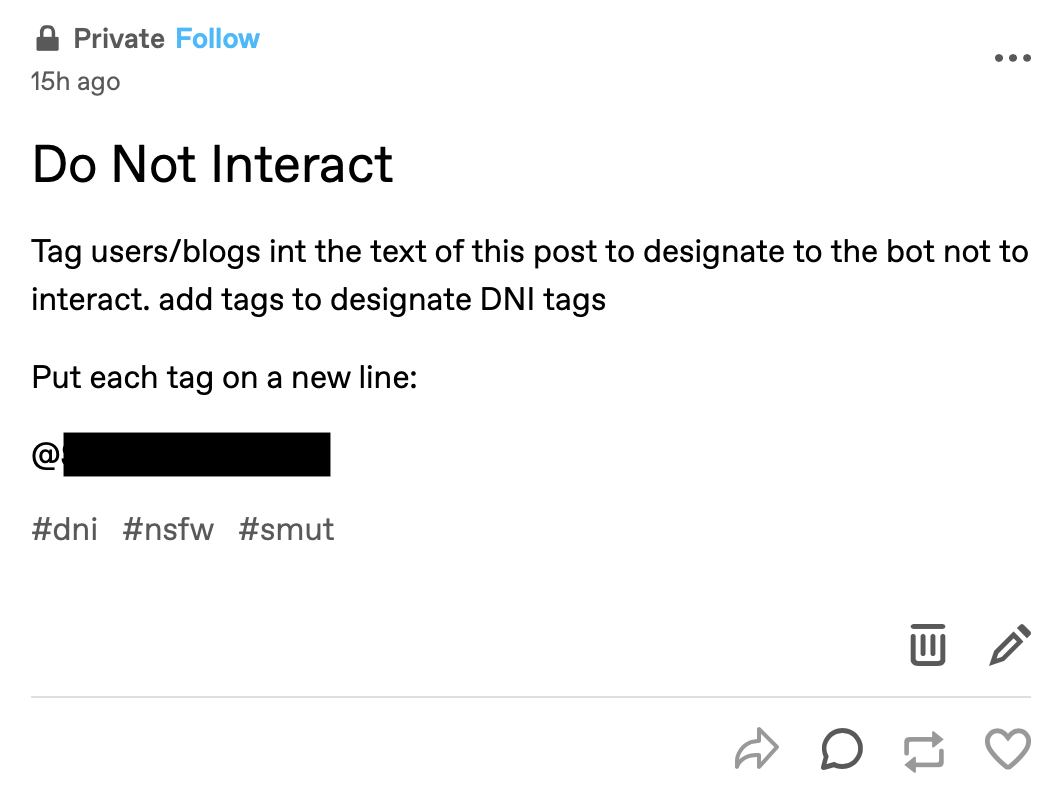 Private Follow
15h ago
Do Not Interact
Tag users/blogs int the text of this post to designate to the bot not to
interact. add tags to designate DNI tags
Put each tag on a new line:
@
#dni #nsfw #smut